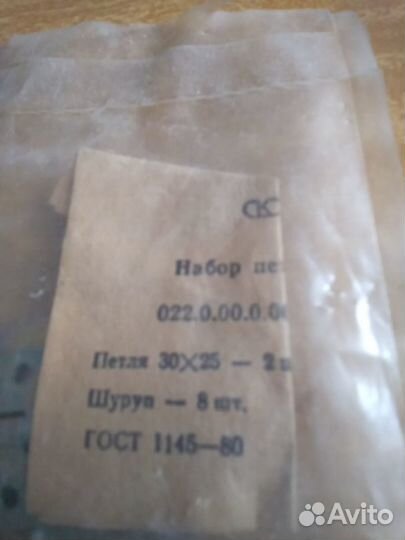 Набор
022.0.00.0.0
Петля 30×25 — 2
Шуруп — 8 шт.
ГОСТ 1145—80
Avito